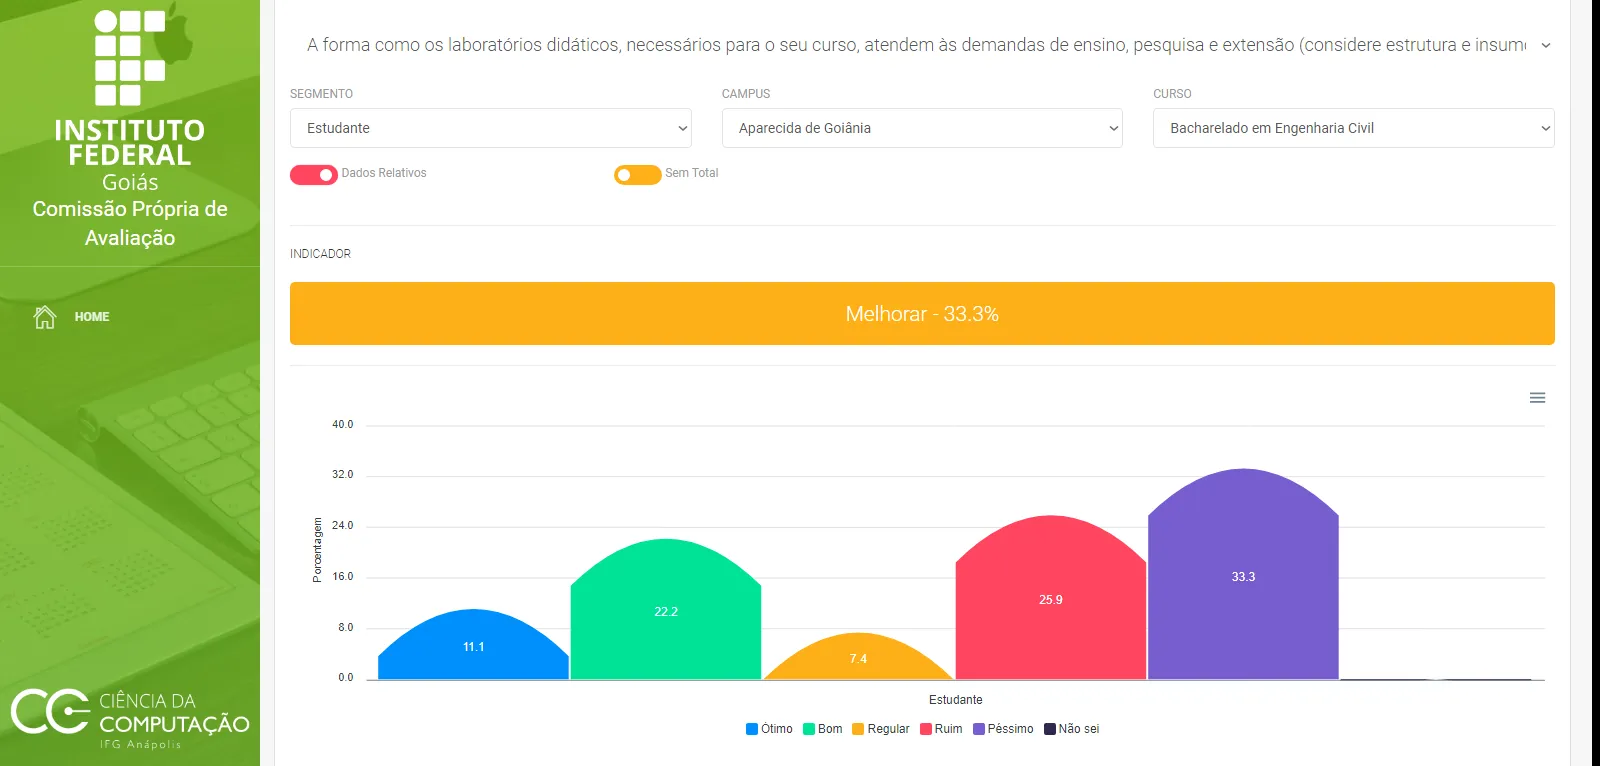 INSTITUTO
FEDERAL
Goiás
Comissão Própria de
Avaliação
HOME
CIÊNCIA DA
COMPUTAÇÃO
IFG Anápolis
A forma como os laboratórios didáticos, necessários para o seu curso, atendem às demandas de ensino, pesquisa e extensão (considere estrutura e insum
SEGMENTO
CAMPUS
CURSO
Estudante
Aparecida de Goiânia
Bacharelado em Engenharia Civil
Dados Relativos
Sem Total
INDICADOR
Melhorar - 33.3%
40.0
32.0
24.0
16.0
8.0
0.0
Porcentagem
11.1
22.2
7.4
25.9
33.3
Estudante
Ótimo Bom Regular Ruim Péssimo Não sei